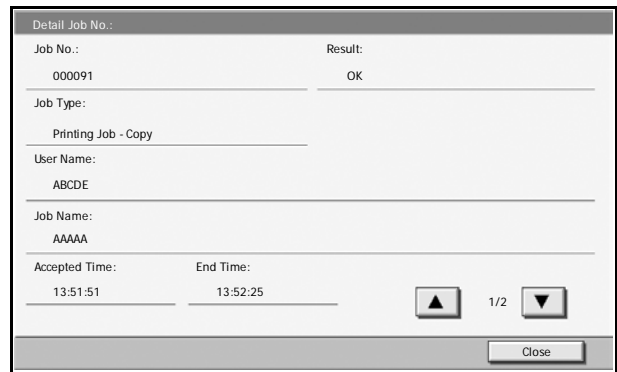 Detail Job No.:
Job No.: Result:
000091 OK
Job Type:
Printing Job - Copy
User Name:
ABCDE
Job Name:
AAAAA
Accepted Time: End Time:
13:51:51 13:52:25
1/2
Close